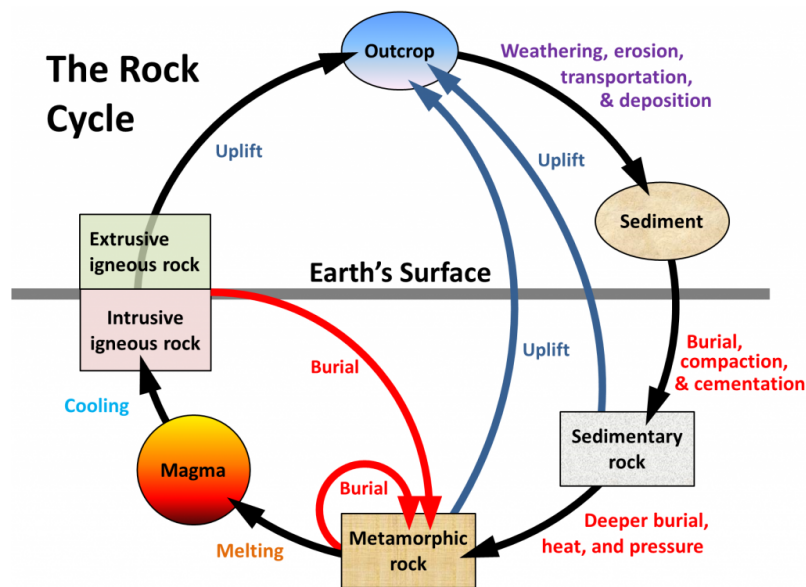 The Rock
Cycle
Outcrop
Weathering, erosion,
transportation,
& deposition
Uplift
Uplift
Sediment
Extrusive
igneous rock
Earth's Surface
Intrusive
igneous rock
Burial
Uplift
Burial,
compaction,
& cementation
Cooling
Sedimentary
rock
Magma
Burial
Deeper burial,
heat, and pressure
Melting
Metamorphic
rock